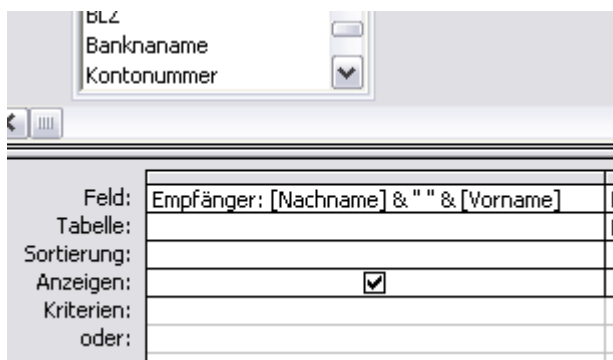 BLZ
Banknaname
Kontonummer
Feld: Empfänger: [Nachname] & " " & [Vorname]
Tabelle:
Sortierung:
Anzeigen:
Kriterien:
oder: